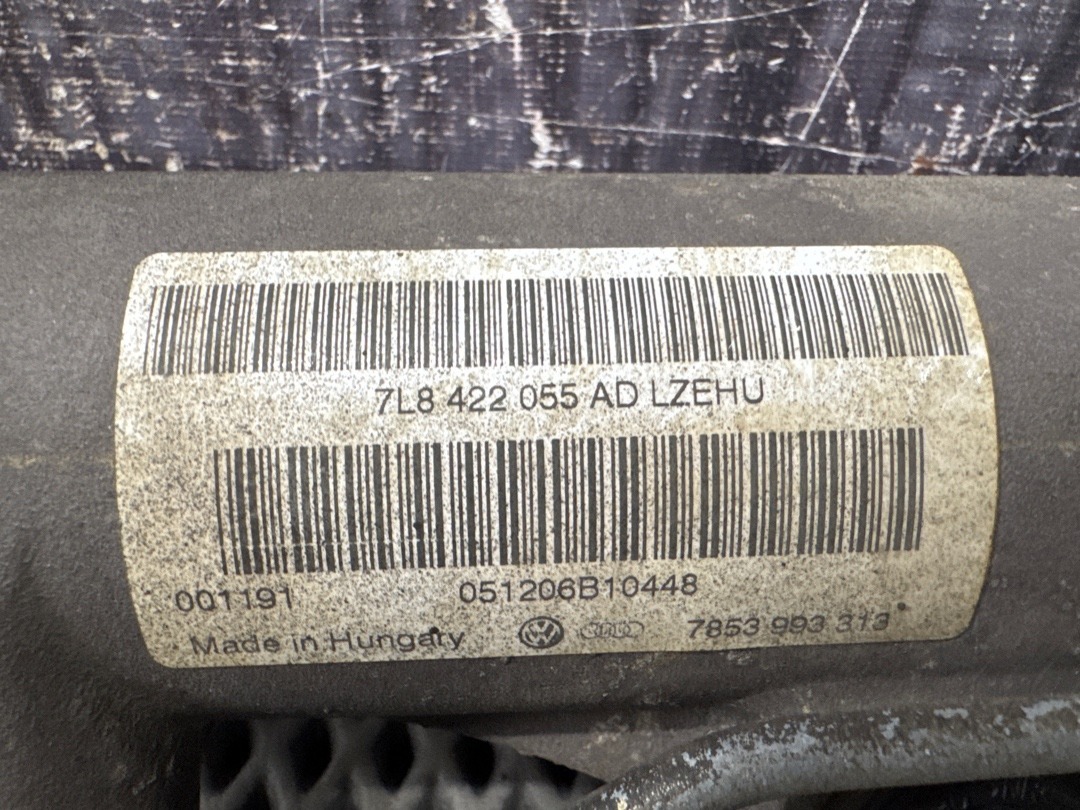 7L8 422 055 AD LZEHU
001191 051206B10448
Made in Hungary 7853 993 313